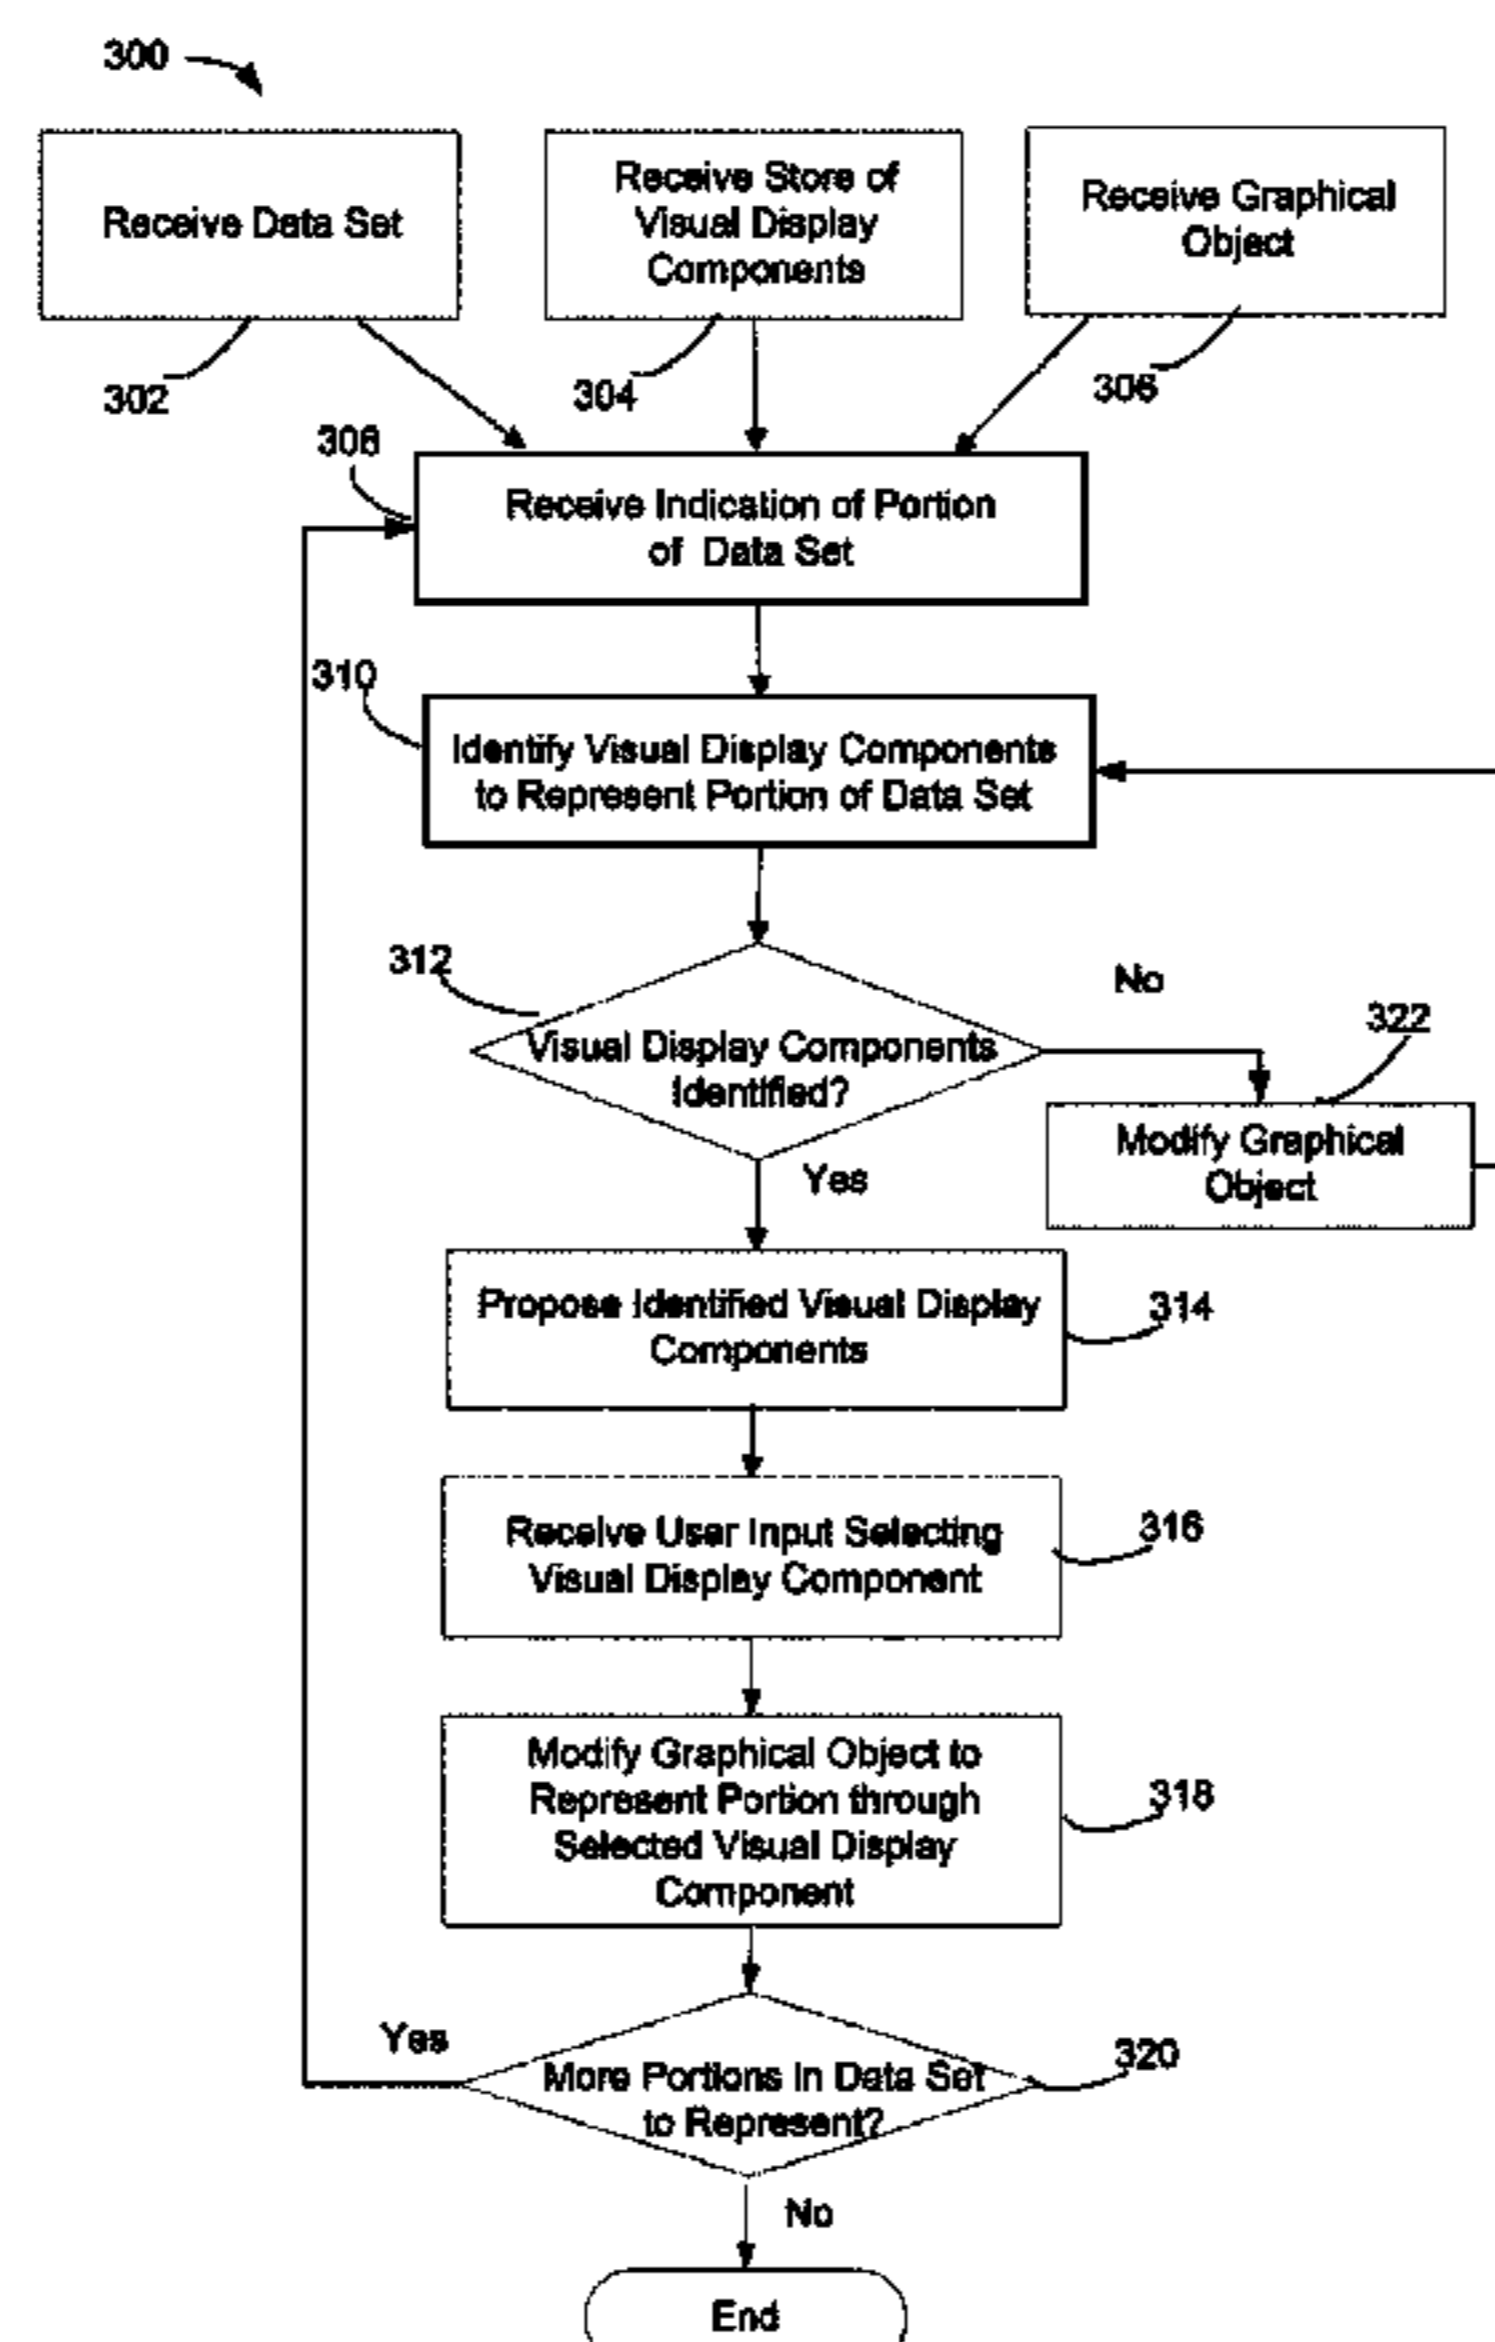 300
Receive Data Set
Receive Store of
Visual Display
Components
Receive Graphical
Object
302
304
306
308
Receive Indication of Portion
of Data Set
310
Identify Visual Display Components
to Represent Portion of Data Set
312
No
Visual Display Components
Identified?
322
Modify Graphical
Object
Yes
Propose Identified Visual Display
Components
314
Receive User Input Selecting
Visual Display Component
316
Modify Graphical Object to
Represent Portion through
Selected Visual Display
Component
318
Yes
More Portions in Data Set
to Represent?
320
No
End